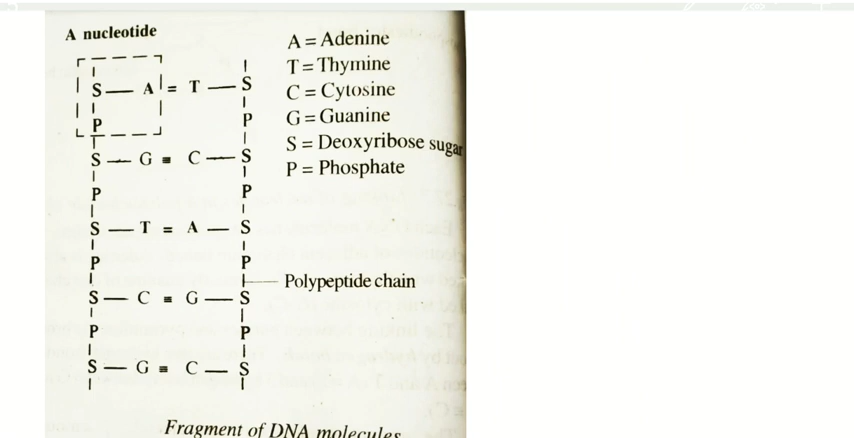 A nucleotide
A = Adenine
T = Thymine
C = Cytosine
G = Guanine
S = Deoxyribose sugar
P = Phosphate
S — A = T — S
P P
S — G ≡ C — S
P P
S — T = A — S
P P
Polypeptide chain
S — C ≡ G — S
P P
S — G ≡ C — S
Fragment of DNA molecules